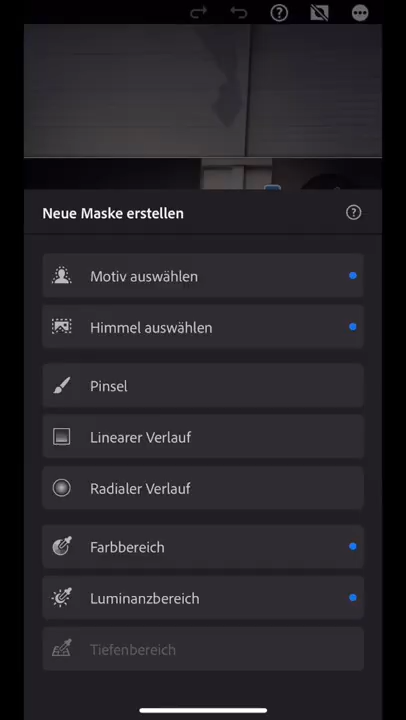 Neue Maske erstellen
Motiv auswählen
Himmel auswählen
Pinsel
Linearer Verlauf
Radialer Verlauf
Farbbereich
Luminanzbereich
Tiefenbereich